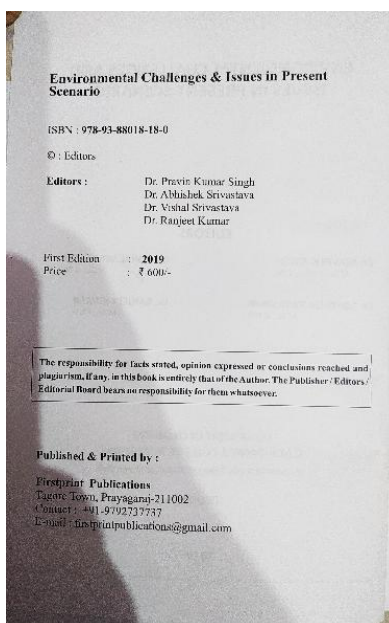 Environmental Challenges & Issues in Present
Scenario
ISBN : 978-93-88018-18-0
© : Editors
Editors : Dr. Pravin Kumar Singh
Dr. Abhishek Srivastava
Dr. Vishal Srivastava
Dr. Ranjeet Kumar
First Edition : 2019
Price : ₹ 600/-
The responsibility for facts stated, opinion expressed or conclusions reached and
plagiarism, If any, in this book is entirely that of the Author. The Publisher / Editors /
Editorial Board bears no responsibility for them whatsoever.
Published & Printed by :
Firstprint Publications
Tagore Town, Prayagraj-211002
Contact : +91-9792737737
E-mail : firstprintpublications@gmail.com